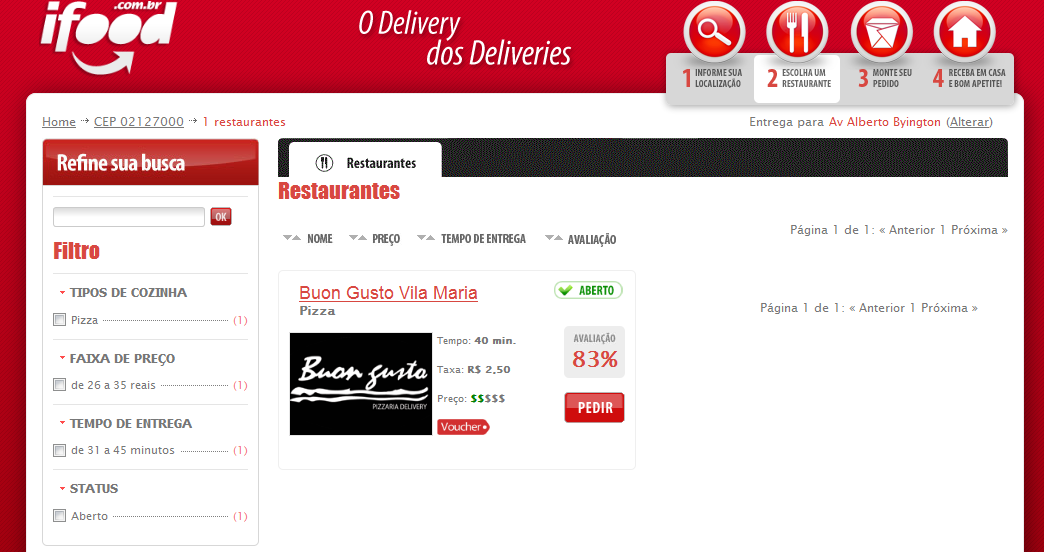 ifood .com.br
O Delivery
dos Deliveries
1 INFORME SUA
LOCALIZAÇÃO
2 ESCOLHA UM
RESTAURANTE
3 MONTE SEU
PEDIDO
4 RECEBA EM CASA
E BOM APETITE!
Home CEP 02127000 1 restaurantes
Entrega para Av Alberto Byington (Alterar)
Refine sua busca
OK
Filtro
TIPOS DE COZINHA
Pizza (1)
FAIXA DE PREÇO
de 26 a 35 reais (1)
TEMPO DE ENTREGA
de 31 a 45 minutos (1)
STATUS
Aberto (1)
Restaurantes
Restaurantes
NOME PREÇO TEMPO DE ENTREGA AVALIAÇÃO
Página 1 de 1: « Anterior 1 Próxima »
Buon Gusto Vila Maria
Pizza
ABERTO
Buon gusto
PIZZARIA DELIVERY
Tempo: 40 min.
Taxa: R$ 2,50
Preço: $$$$$
Voucher
AVALIAÇÃO
83%
PEDIR
Página 1 de 1: « Anterior 1 Próxima »